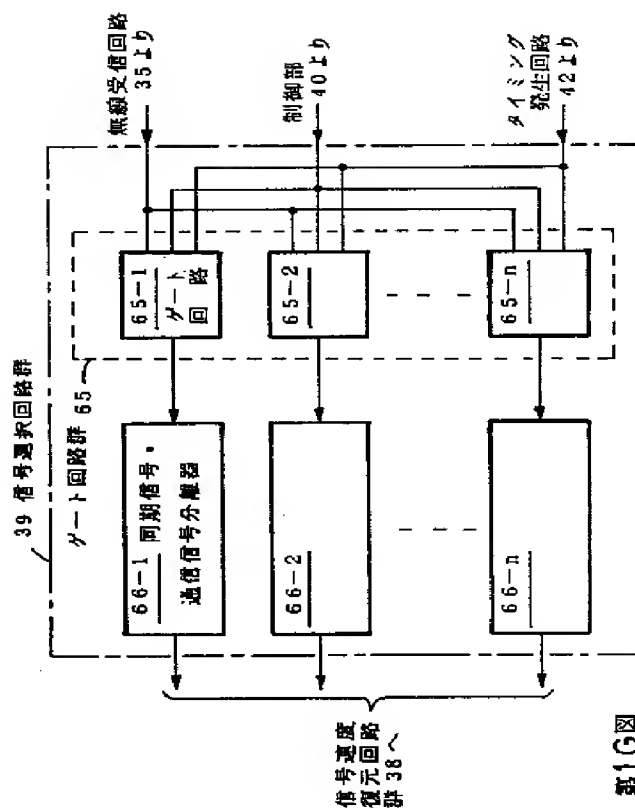 39 信号選択回路群
ゲート回路群 65
無線受信回路
35より
制御部
40より
タイミング
発生回路
42より
65-1
ゲート
回 路
65-2
65-n
66-1 同期信号・
通信信号分離器
66-2
66-n
信号速度
復元回路
群 38へ
第1G図